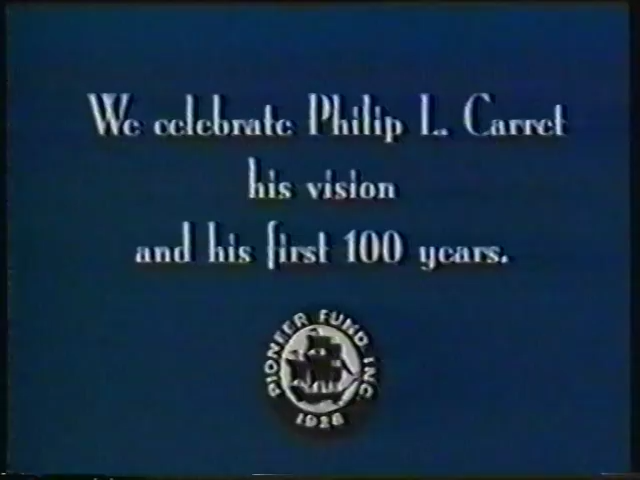 We celebrate Philip L. Carret
his vision
and his first 100 years.
PIONEER FUND, INC.
1928